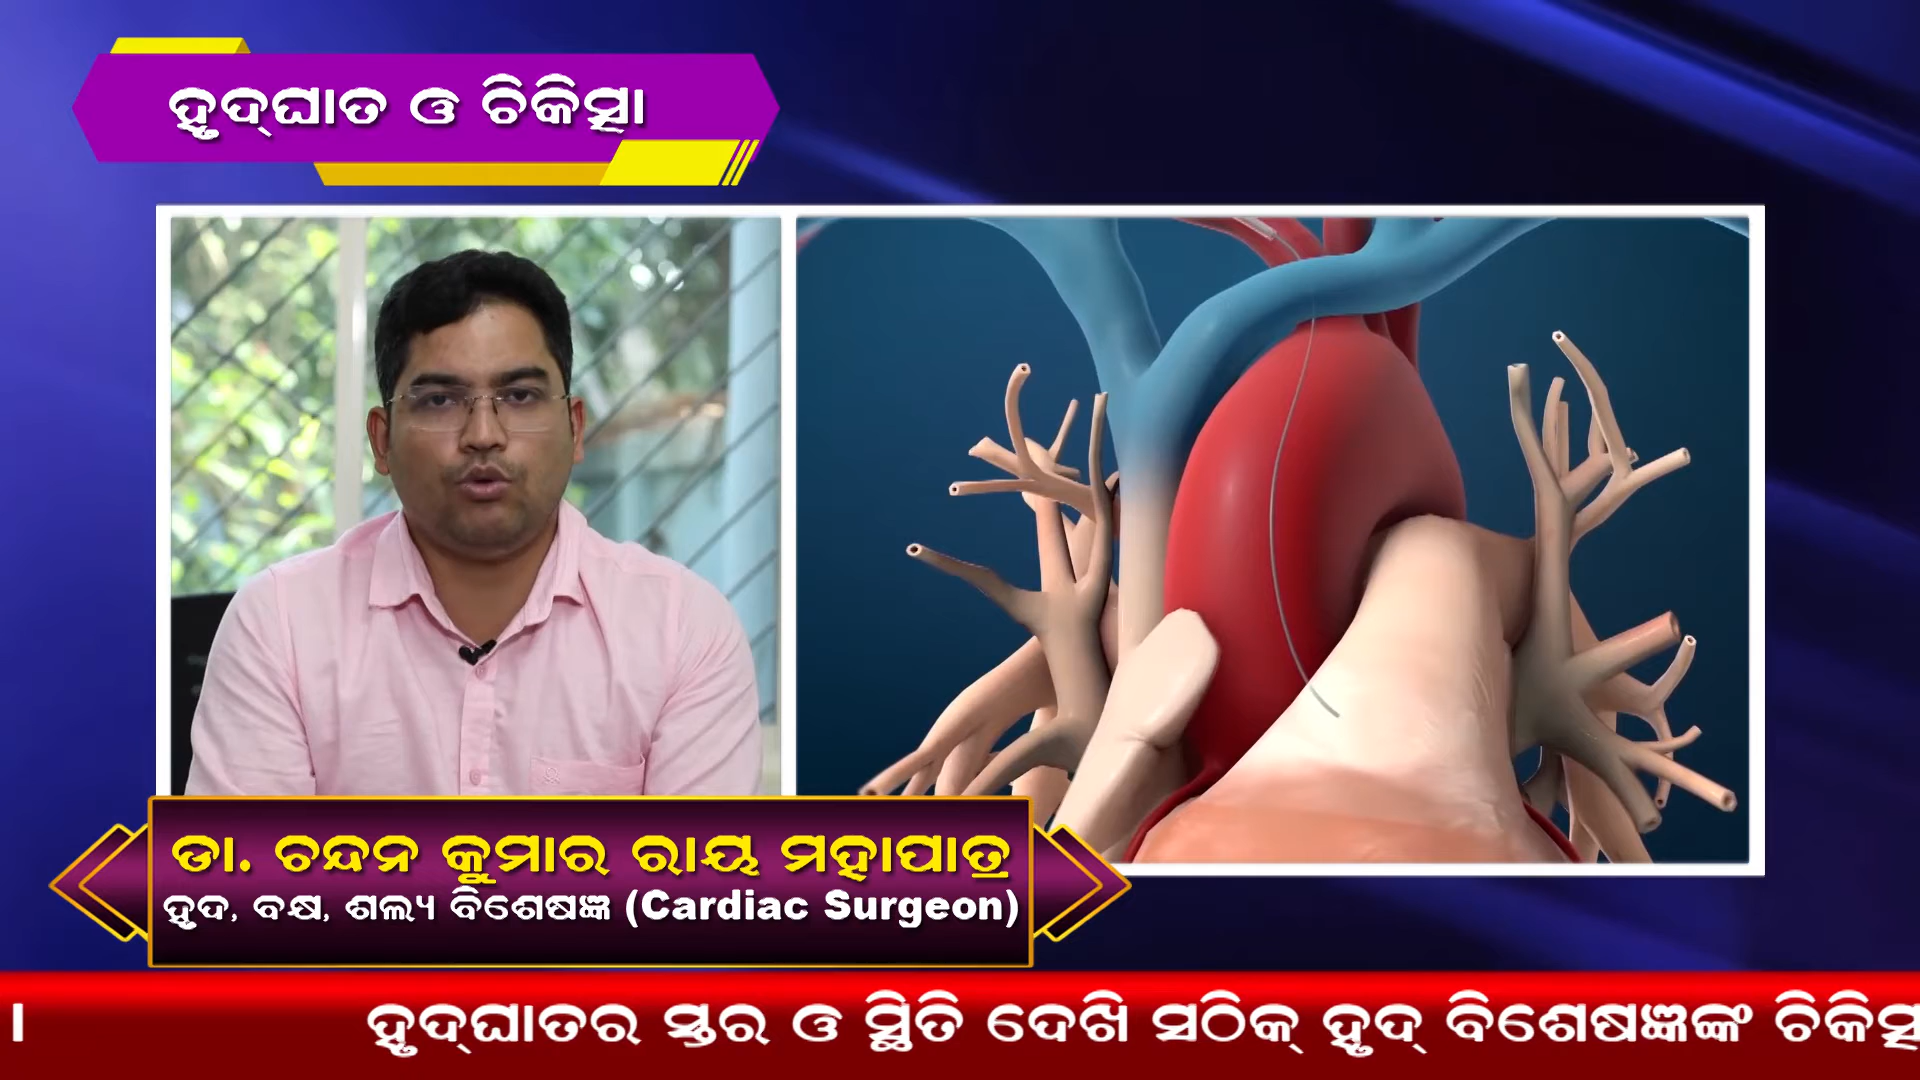 ହୃଦ୍‌ଘାତ ଓ ଚିକିତ୍ସା
ଡା. ଚନ୍ଦନ କୁମାର ରାୟ ମହାପାତ୍ର
ହୃଦ, ବକ୍ଷ, ଶଲ୍ୟ ବିଶେଷଜ୍ଞ (Cardiac Surgeon)
। ହୃଦ୍‌ଘାତର ସ୍ତର ଓ ସ୍ଥିତି ଦେଖି ସଠିକ୍ ହୃଦ୍ ବିଶେଷଜ୍ଞଙ୍କ ଚିକିତ୍ସ